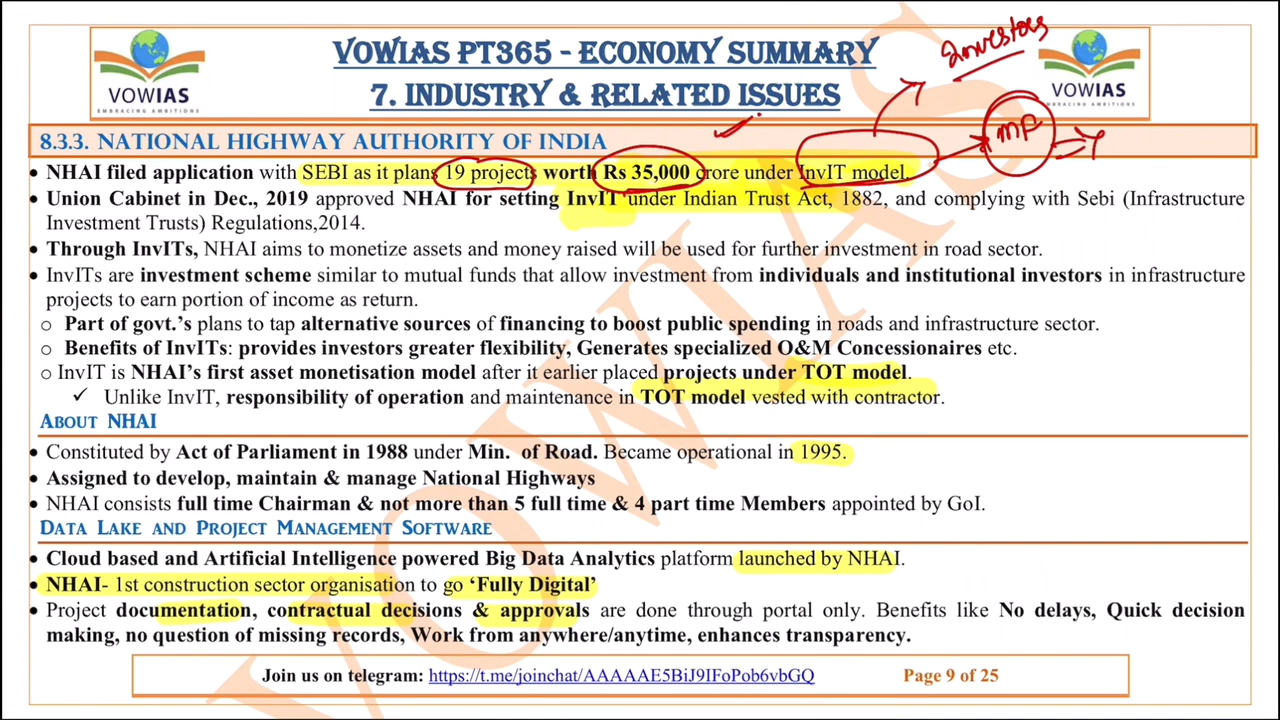 VOWIAS PT365 - ECONOMY SUMMARY
7. INDUSTRY & RELATED ISSUES
VOWIAS
EMBRACING AMBITIONS
VOWIAS
EMBRACING AMBITIONS
Investors
MF
8.3.3. NATIONAL HIGHWAY AUTHORITY OF INDIA
• NHAI filed application with SEBI as it plans 19 projects worth Rs 35,000 crore under InvIT model.
• Union Cabinet in Dec., 2019 approved NHAI for setting InvIT under Indian Trust Act, 1882, and complying with Sebi (Infrastructure
Investment Trusts) Regulations,2014.
• Through InvITs, NHAI aims to monetize assets and money raised will be used for further investment in road sector.
• InvITs are investment scheme similar to mutual funds that allow investment from individuals and institutional investors in infrastructure
projects to earn portion of income as return.
o Part of govt.'s plans to tap alternative sources of financing to boost public spending in roads and infrastructure sector.
o Benefits of InvITs: provides investors greater flexibility, Generates specialized O&M Concessionaires etc.
o InvIT is NHAI's first asset monetisation model after it earlier placed projects under TOT model.
✓ Unlike InvIT, responsibility of operation and maintenance in TOT model vested with contractor.
ABOUT NHAI
• Constituted by Act of Parliament in 1988 under Min. of Road. Became operational in 1995.
• Assigned to develop, maintain & manage National Highways
• NHAI consists full time Chairman & not more than 5 full time & 4 part time Members appointed by GoI.
DATA LAKE AND PROJECT MANAGEMENT SOFTWARE
• Cloud based and Artificial Intelligence powered Big Data Analytics platform launched by NHAI.
• NHAI- 1st construction sector organisation to go 'Fully Digital'
• Project documentation, contractual decisions & approvals are done through portal only. Benefits like No delays, Quick decision
making, no question of missing records, Work from anywhere/anytime, enhances transparency.
Join us on telegram: https://t.me/joinchat/AAAAAE5BiJ9IFoPob6vbGQ Page 9 of 25
VOWIAS